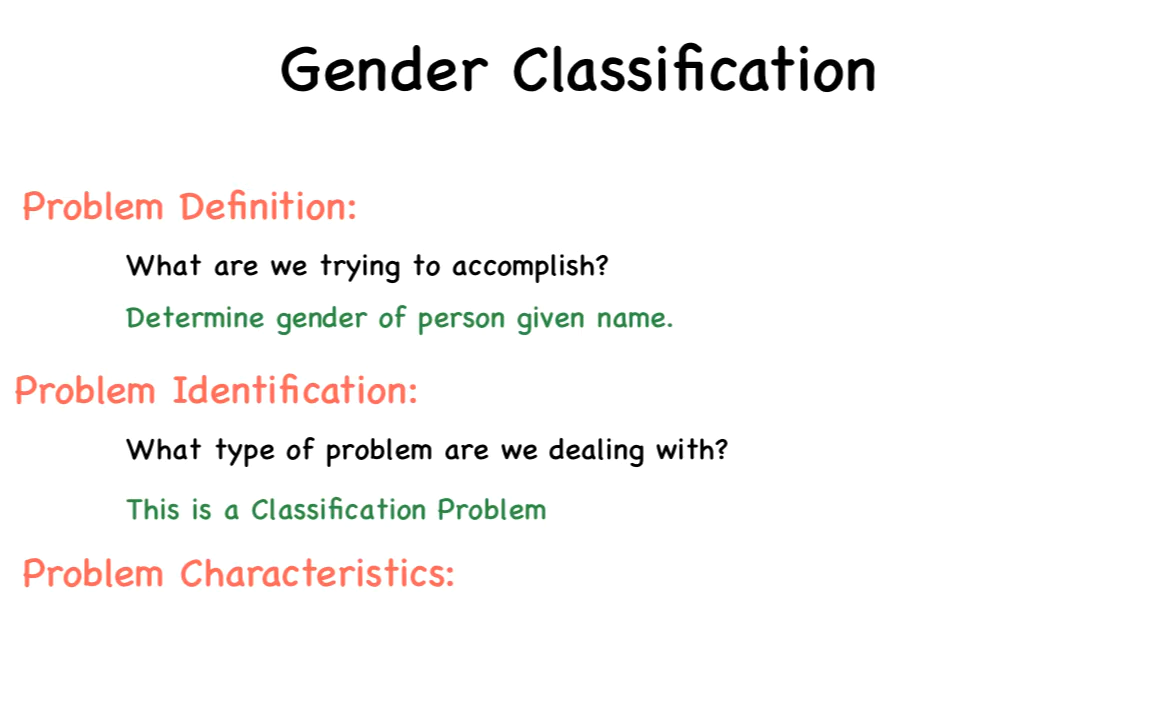 Gender Classification
Problem Definition:
What are we trying to accomplish?
Determine gender of person given name.
Problem Identification:
What type of problem are we dealing with?
This is a Classification Problem
Problem Characteristics: